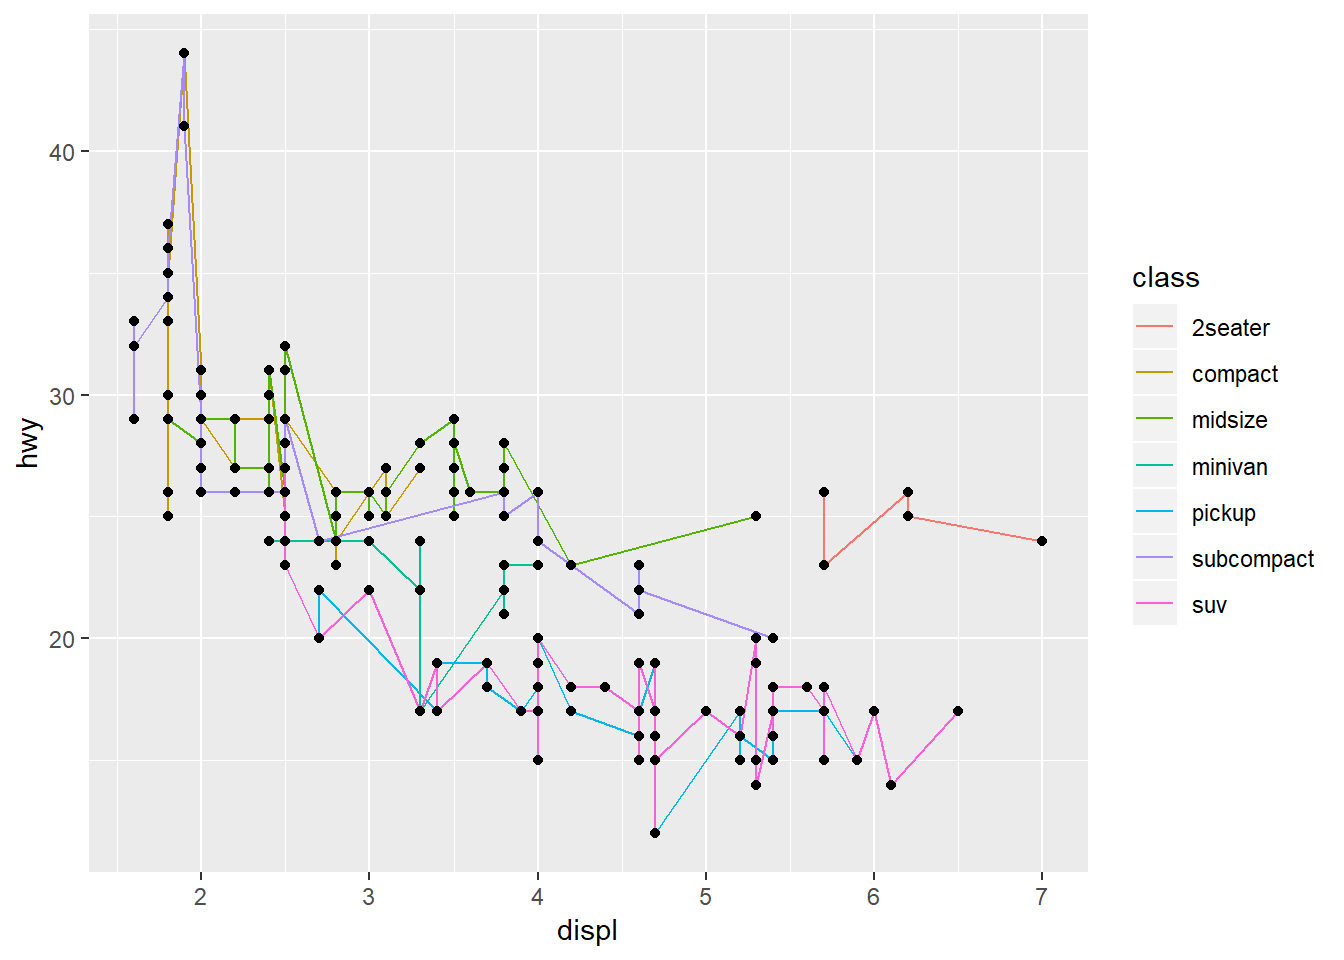 40
30
20
hwy
2 3 4 5 6 7
displ
class
2seater
compact
midsize
minivan
pickup
subcompact
suv